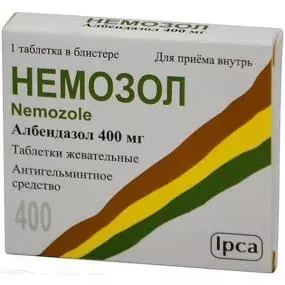 1 таблетка в блистере
Для приёма внутрь
НЕМОЗОЛ
Nemozole
Албендазол 400 мг
Таблетки жевательные
Антигельминтное
средство
400
Ipca